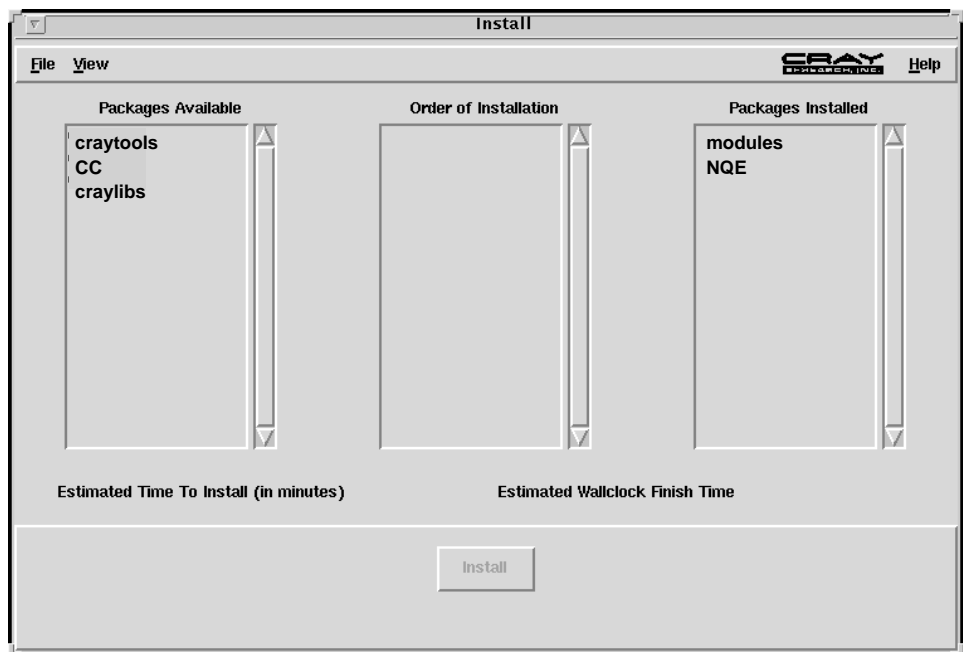 Install
File View CRAY RESEARCH, INC. Help
Packages Available Order of Installation Packages Installed
craytools
CC
craylibs
modules
NQE
Estimated Time To Install (in minutes) Estimated Wallclock Finish Time
Install